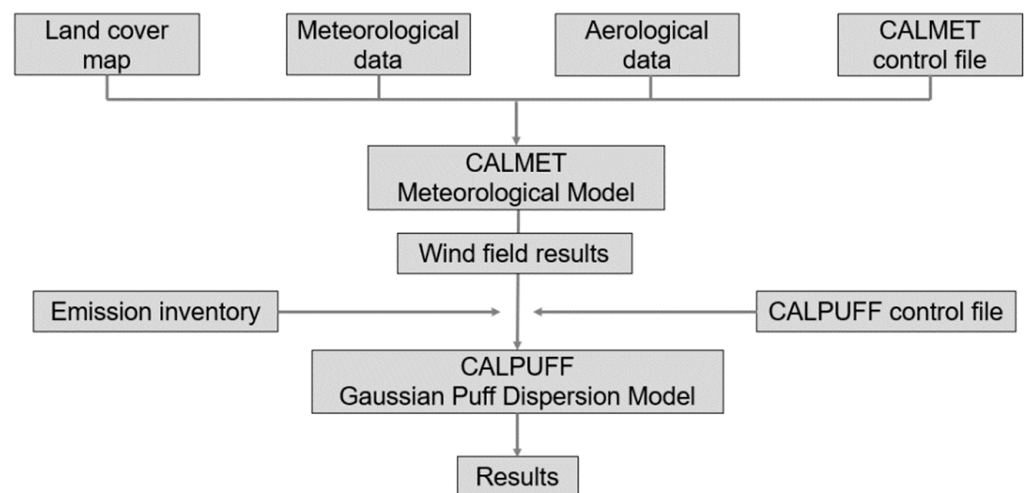 Land cover
map
Meteorological
data
Aerological
data
CALMET
control file
CALMET
Meteorological Model
Wind field results
Emission inventory
CALPUFF control file
CALPUFF
Gaussian Puff Dispersion Model
Results